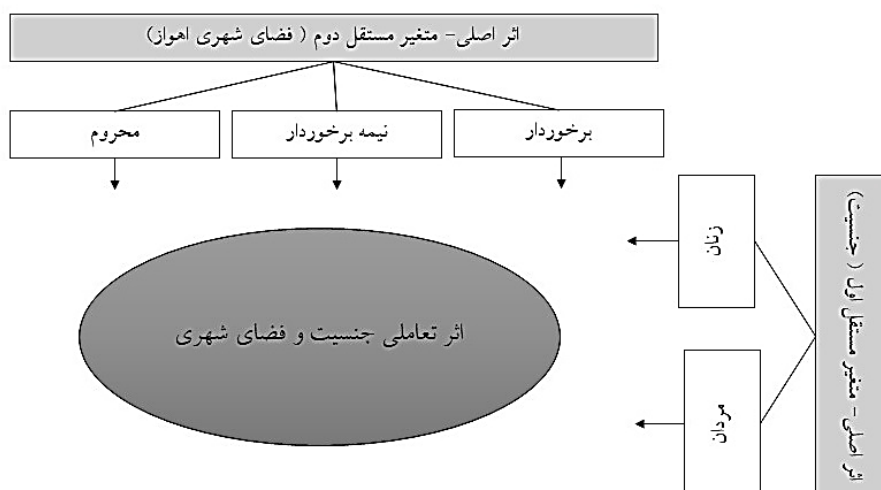 اثر اصلی- متغیر مستقل دوم ( فضای شهری اهواز)
برخوردار
نیمه برخوردار
محروم
اثر اصلی- متغیر مستقل اول ( جنسیت)
زنان
مردان
اثر تعاملی جنسیت و فضای شهری